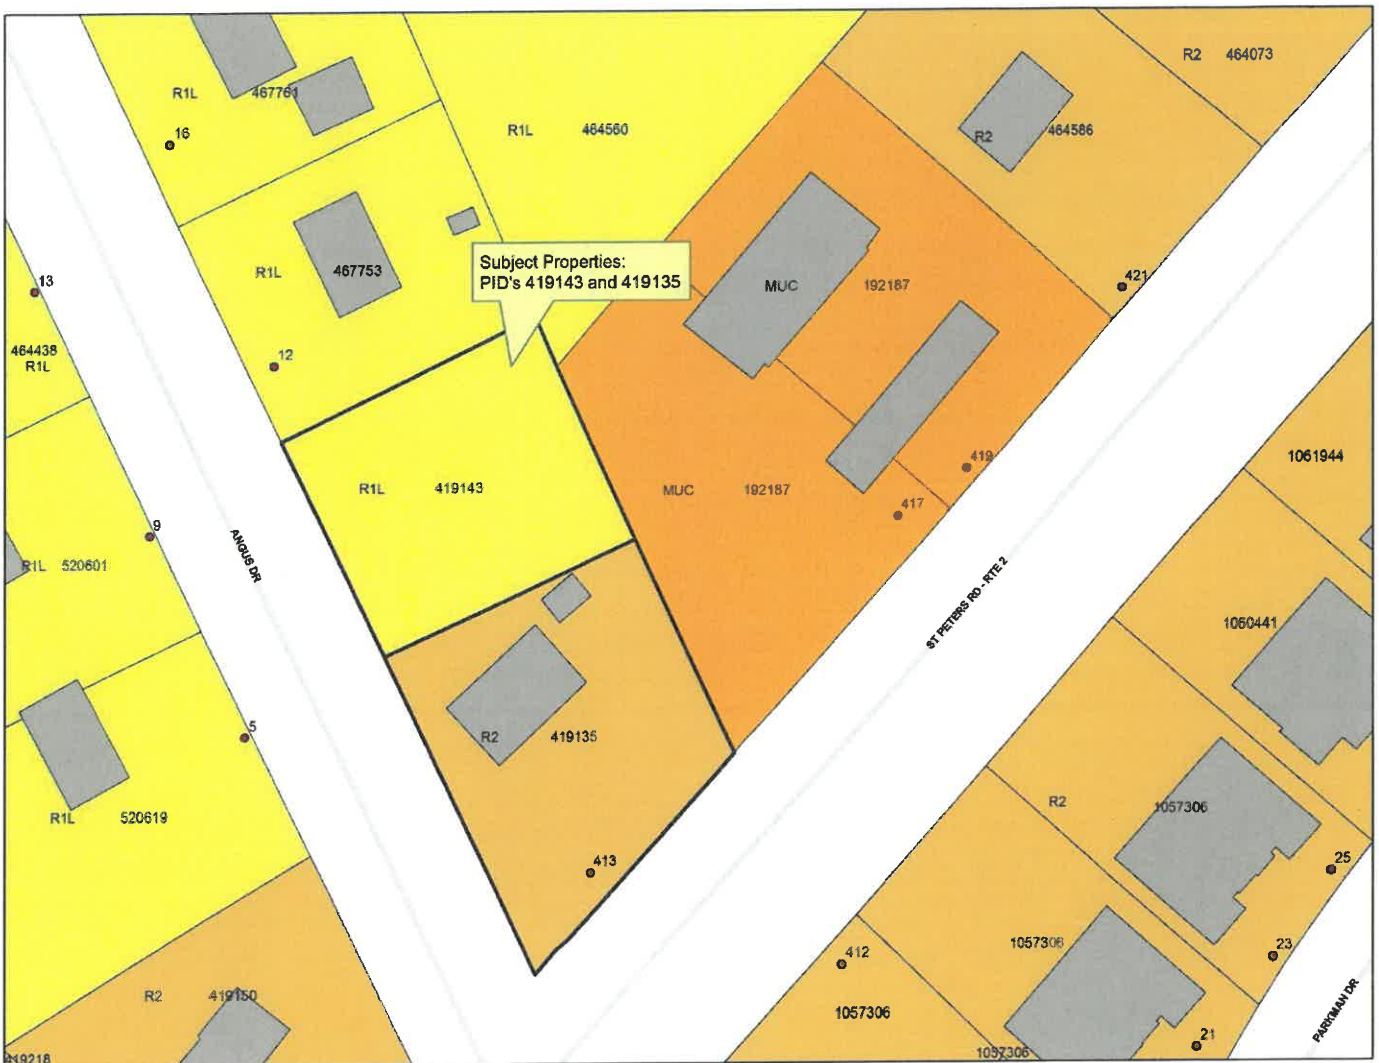 R2 464073
R1L 467761
16
R1L 464560
R2 464586
R1L 467753
Subject Properties:
PID's 419143 and 419135
MUC 192187
421
13
464438
R1L
12
419
1061944
R1L 419143
MUC 192187
417
9
R1L 520601
ANGUS DR
ST PETERS RD - RTE 2
1060441
R2 419135
5
R1L 520619
R2 1057306
413
25
1057306
412
23
1057306
R2 419150
21
PARKMAN DR
1057306
419218